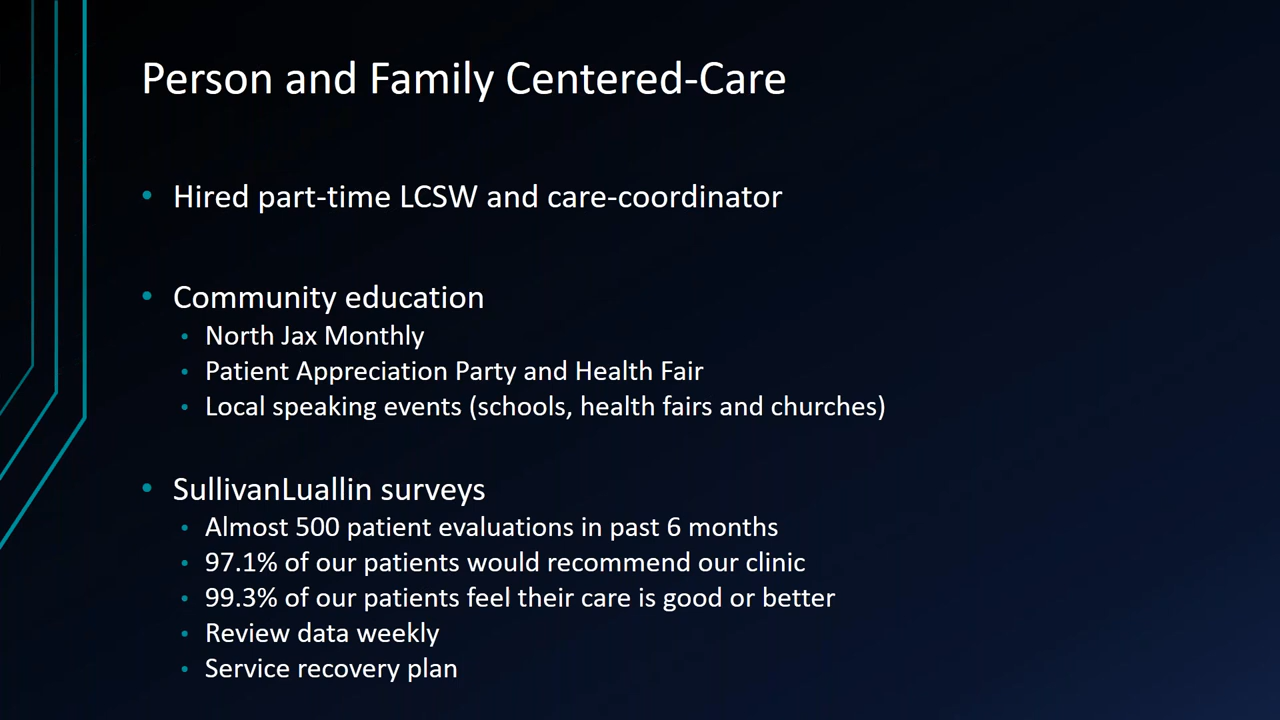 Person and Family Centered-Care
• Hired part-time LCSW and care-coordinator
• Community education
• North Jax Monthly
• Patient Appreciation Party and Health Fair
• Local speaking events (schools, health fairs and churches)
• SullivanLuallin surveys
• Almost 500 patient evaluations in past 6 months
• 97.1% of our patients would recommend our clinic
• 99.3% of our patients feel their care is good or better
• Review data weekly
• Service recovery plan